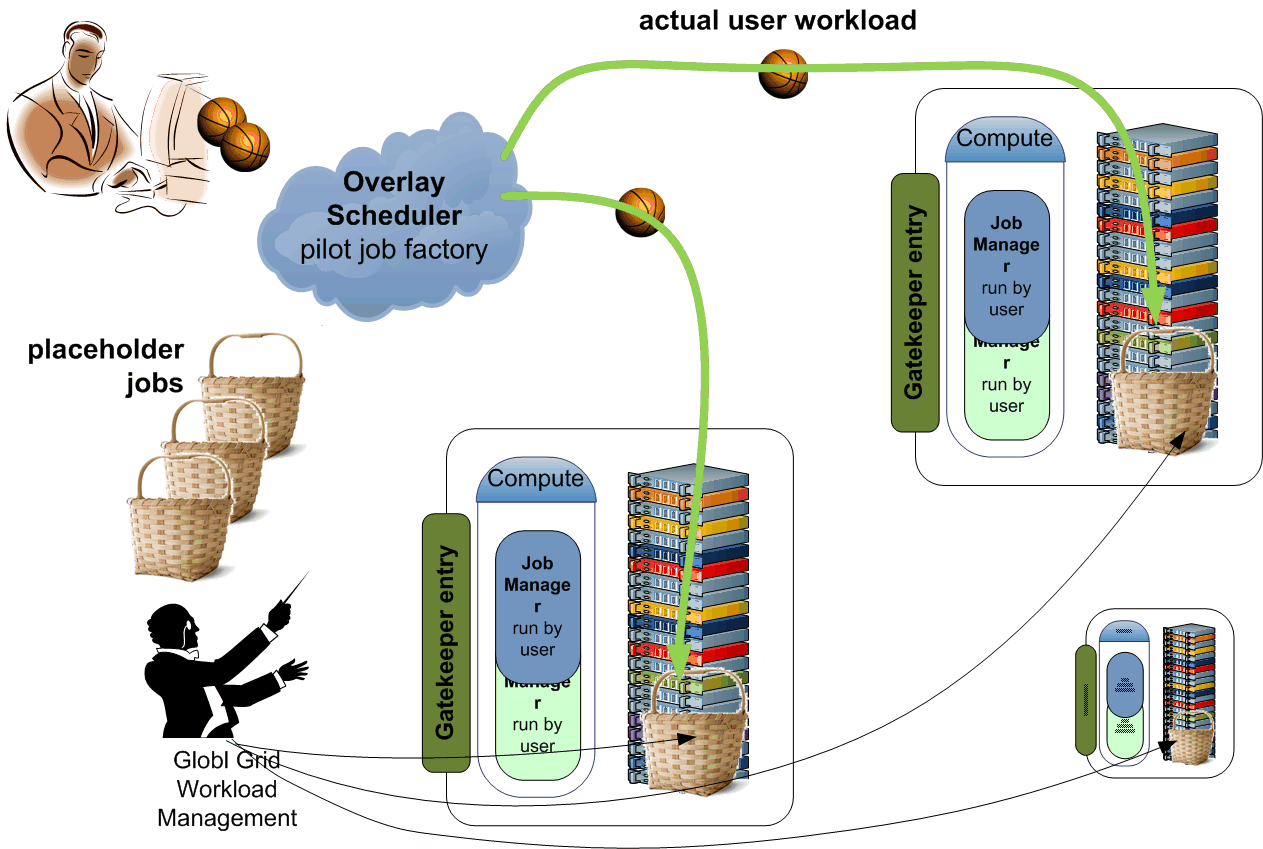 actual user workload
Overlay
Scheduler
pilot job factory
placeholder
jobs
Globl Grid
Workload
Management
Gatekeeper entry
Compute
Job
Manage
r
run by
user
Manage
r
run by
user
Gatekeeper entry
Compute
Job
Manage
r
run by
user
Manage
r
run by
user